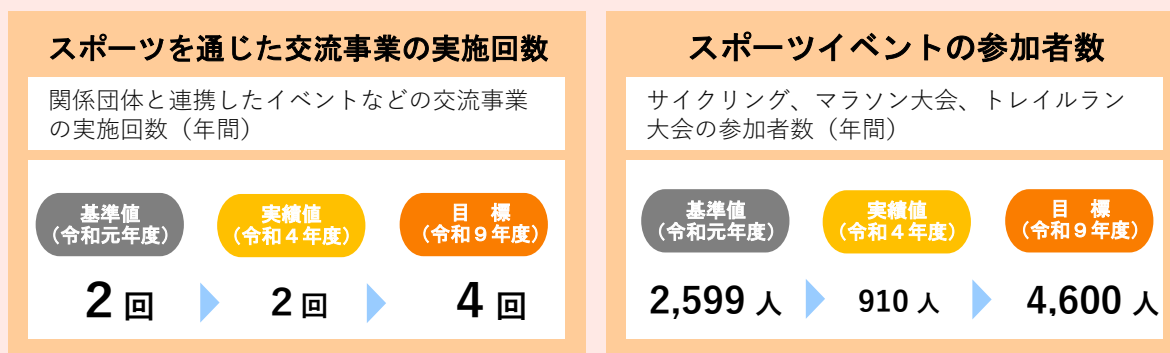 スポーツを通じた交流事業の実施回数
関係団体と連携したイベントなどの交流事業
の実施回数（年間）
基準値
（令和元年度）
実績値
（令和４年度）
目　標
（令和９年度）
2 回
2 回
4 回
スポーツイベントの参加者数
サイクリング、マラソン大会、トレイルラン
大会の参加者数（年間）
基準値
（令和元年度）
実績値
（令和４年度）
目　標
（令和９年度）
2,599 人
910 人
4,600 人